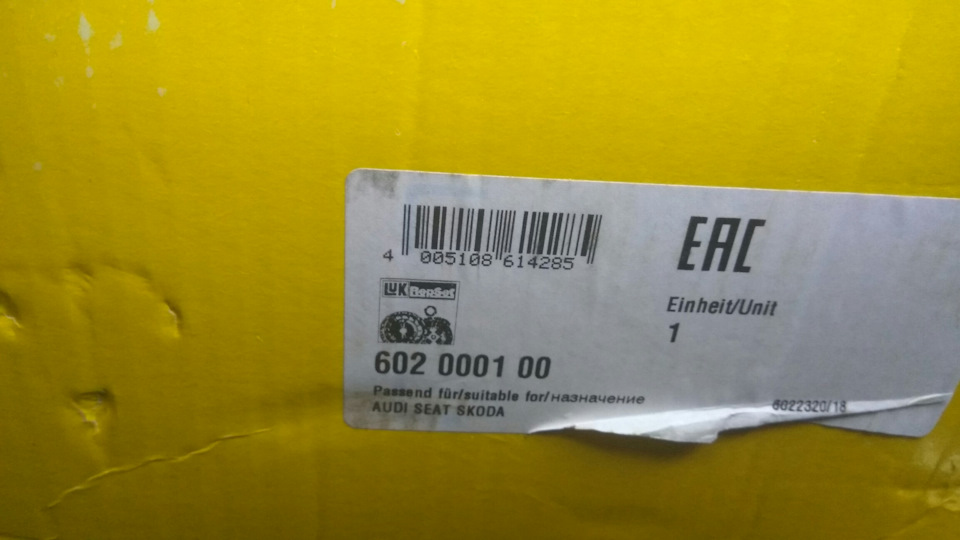 4 005108 614285
EAC
LUK RepSet
Einheit/Unit
1
602 0001 00
Passend für/suitable for/назначение
AUDI SEAT SKODA
6022320/18